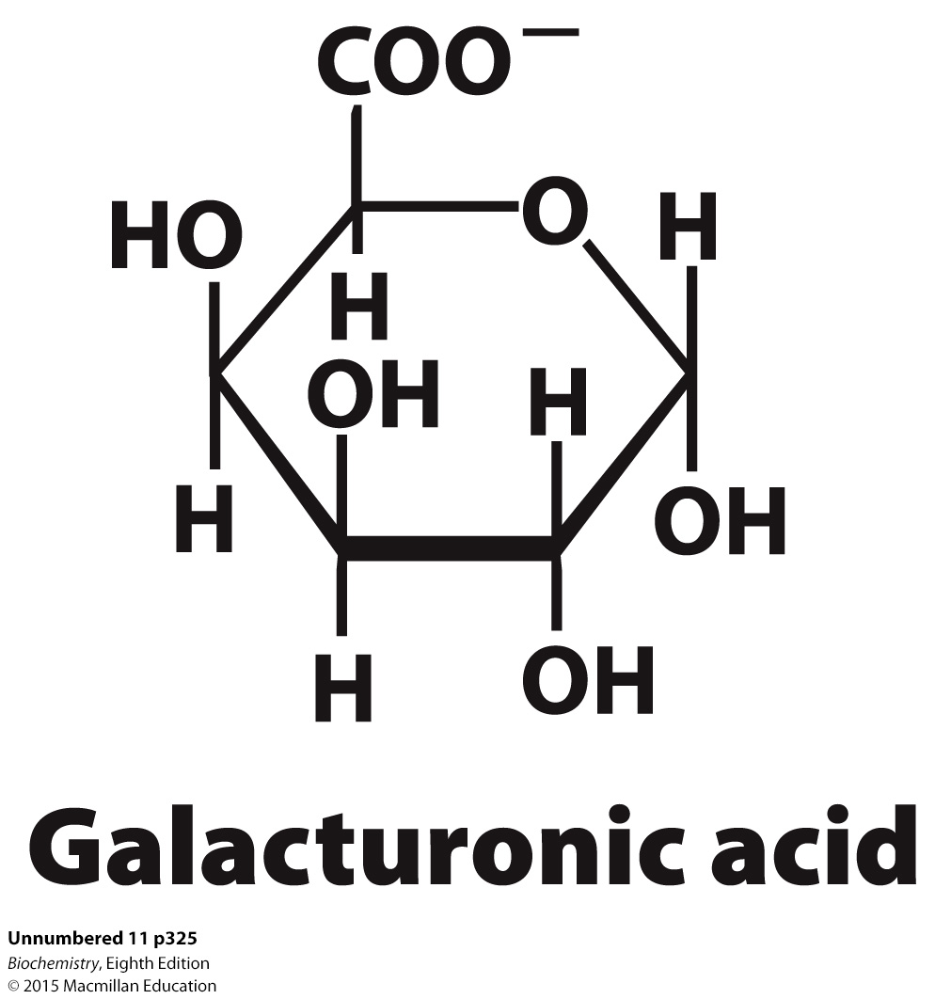 COO⁻
HO
O
H
H
OH
H
H
OH
H
OH
Galacturonic acid
Unnumbered 11 p325
Biochemistry, Eighth Edition
© 2015 Macmillan Education